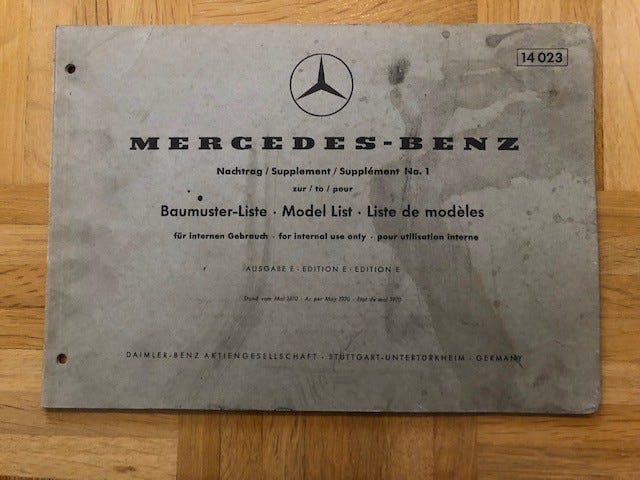 14 023
MERCEDES-BENZ
Nachtrag / Supplement / Supplément No. 1
zur / to / pour
Baumuster-Liste · Model List · Liste de modèles
für internen Gebrauch · for internal use only · pour utilisation interne
AUSGABE E · EDITION E · EDITION E
Stand vom Mai 1970 · As per May 1970 · Etat de mai 1970
DAIMLER-BENZ AKTIENGESELLSCHAFT · STUTTGART-UNTERTÜRKHEIM · GERMANY